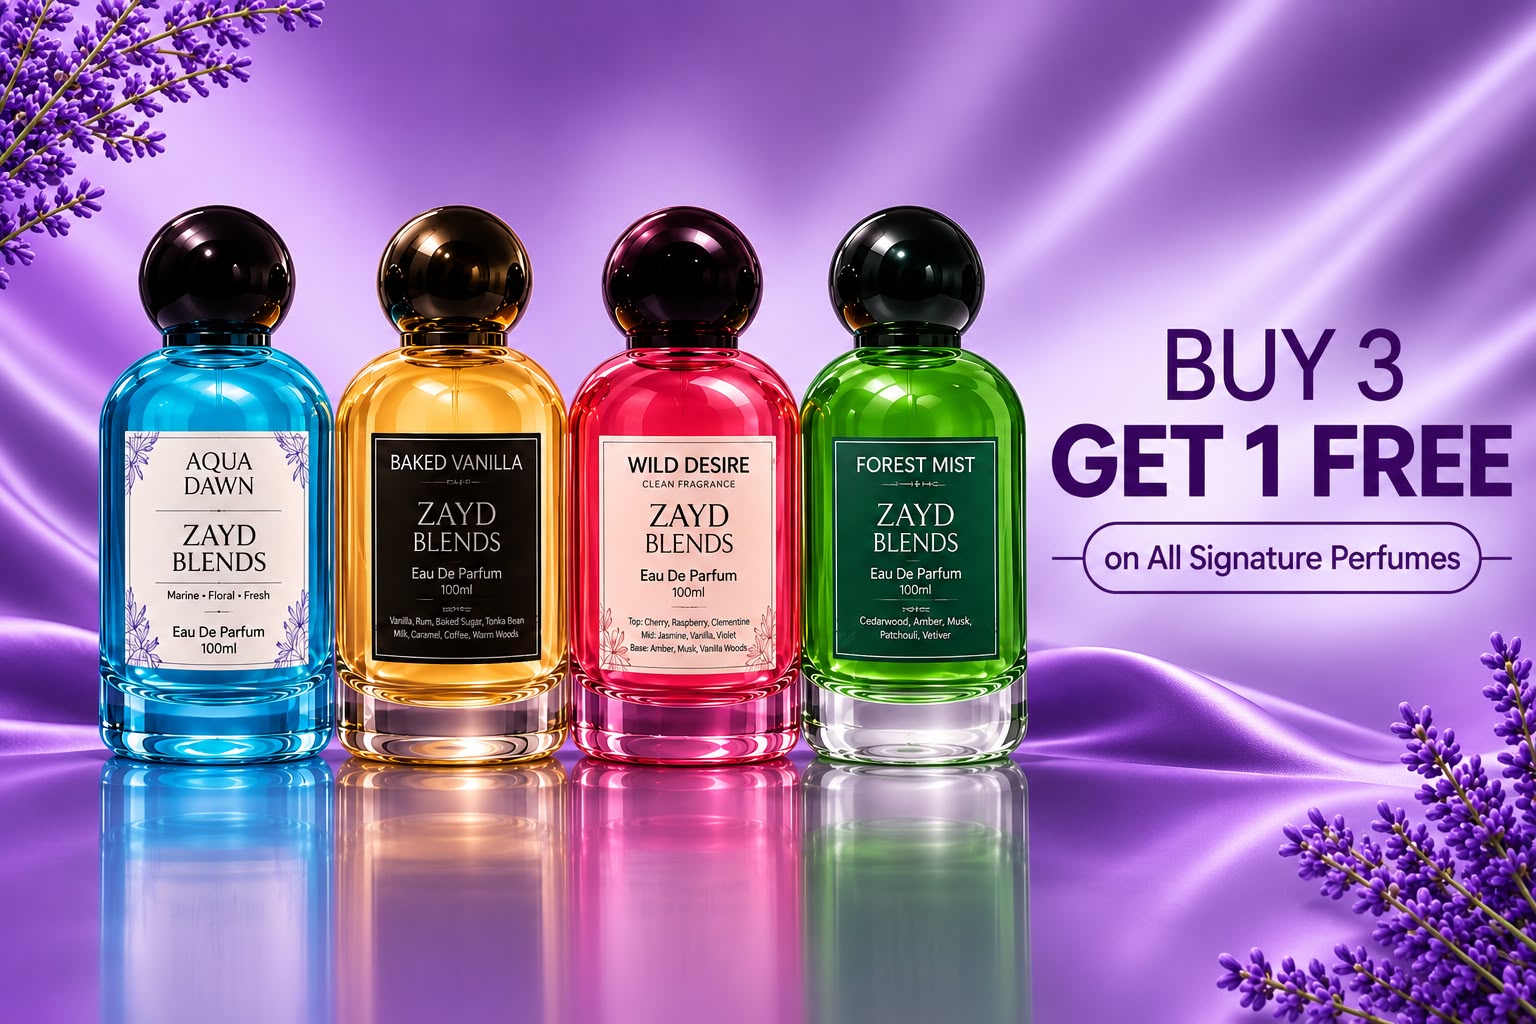 AQUA
DAWN
ZAYD
BLENDS
Marine • Floral • Fresh
Eau De Parfum
100ml
BAKED VANILLA
ZAYD
BLENDS
Eau De Parfum
100ml
Vanilla, Rum, Baked Sugar, Tonka Bean
Milk, Caramel, Coffee, Warm Woods
WILD DESIRE
CLEAN FRAGRANCE
ZAYD
BLENDS
Eau De Parfum
100ml
Top: Cherry, Raspberry, Clementine
Mid: Jasmine, Vanilla, Violet
Base: Amber, Musk, Vanilla Woods
FOREST MIST
ZAYD
BLENDS
Eau De Parfum
100ml
Cedarwood, Amber, Musk,
Patchouli, Vetiver
BUY 3
GET 1 FREE
on All Signature Perfumes